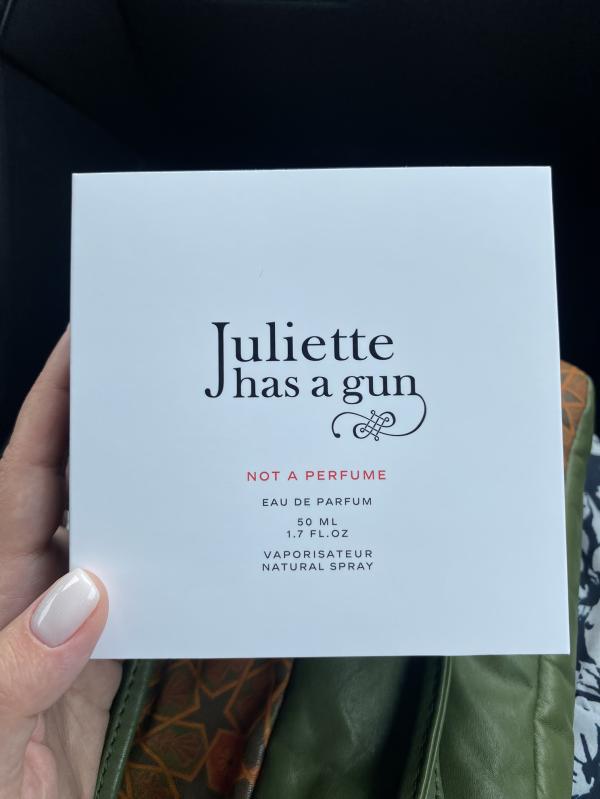 Juliette
has a gun
NOT A PERFUME
EAU DE PARFUM
50 ML
1.7 FL.OZ
VAPORISATEUR
NATURAL SPRAY